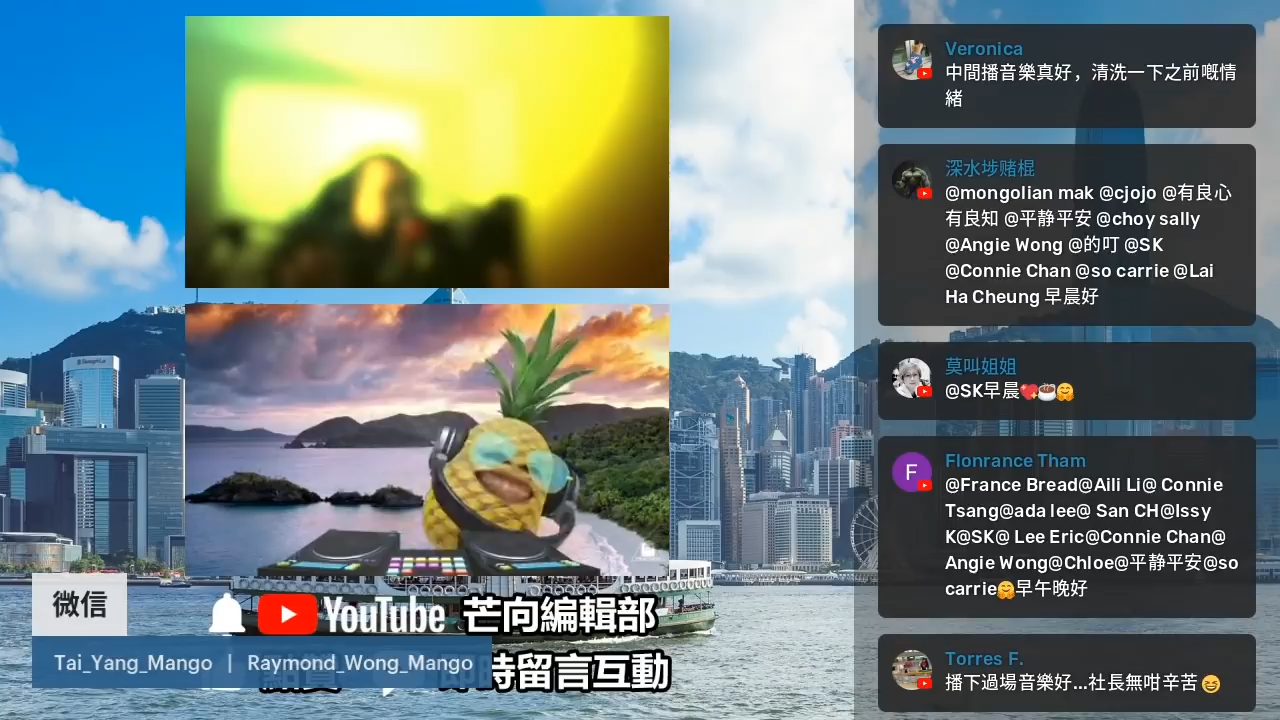 Veronica
中間播音樂真好，清洗一下之前嘅情
緒
深水埗赌棍
@mongolian mak @cjojo @有良心
有良知 @平静平安 @choy sally
@Angie Wong @的叮 @SK
@Connie Chan @so carrie @Lai
Ha Cheung 早晨好
莫叫姐姐
@SK早晨💖☕🤗
F
Flonrance Tham
@France Bread@Aili Li@ Connie
Tsang@ada lee@ San CH@Issy
K@SK@ Lee Eric@Connie Chan@
Angie Wong@Chloe@平静平安@so
carrie🤗早午晚好
Torres F.
播下過場音樂好...社長無咁辛苦😆
微信
Tai_Yang_Mango | Raymond_Wong_Mango
YouTube 芒向編輯部
即時留言互動